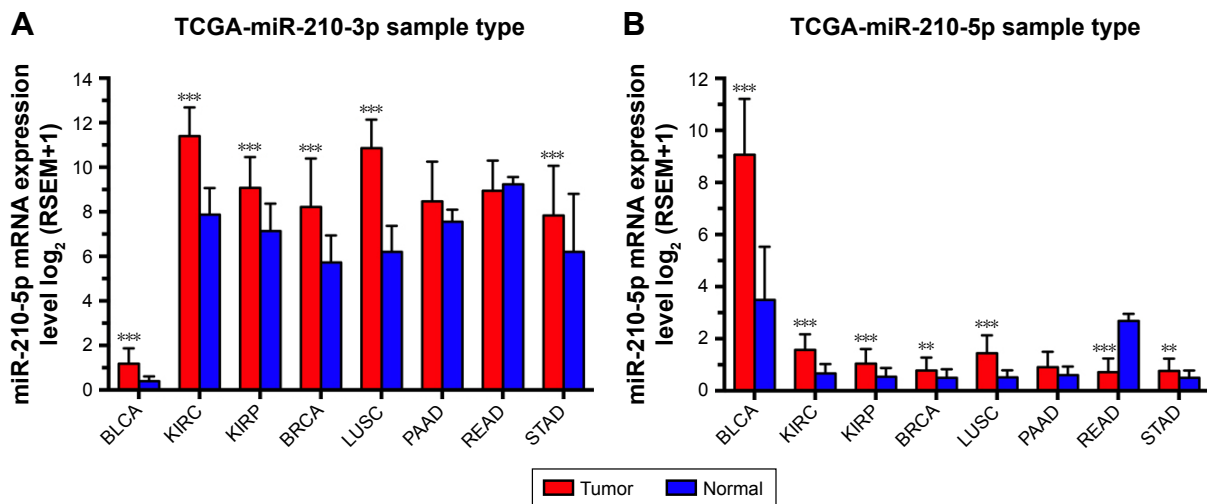 A
TCGA-miR-210-3p sample type
miR-210-5p mRNA expression
level log2 (RSEM+1)
14
12
10
8
6
4
2
0
***
***
***
***
***
***
BLCA
KIRC
KIRP
BRCA
LUSC
PAAD
READ
STAD
B
TCGA-miR-210-5p sample type
miR-210-5p mRNA expression
level log2 (RSEM+1)
12
10
8
6
4
2
0
***
***
***
**
***
***
**
BLCA
KIRC
KIRP
BRCA
LUSC
PAAD
READ
STAD
Tumor
Normal